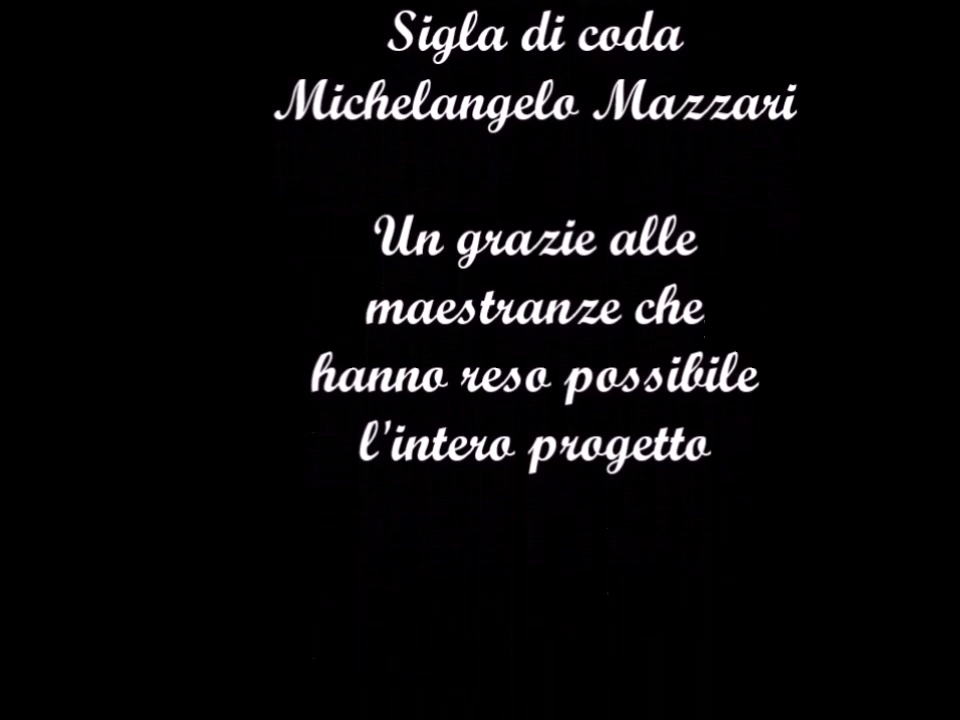 Sigla di coda
Michelangelo Mazzari
Un grazie alle
maestranze che
hanno reso possibile
l'intero progetto